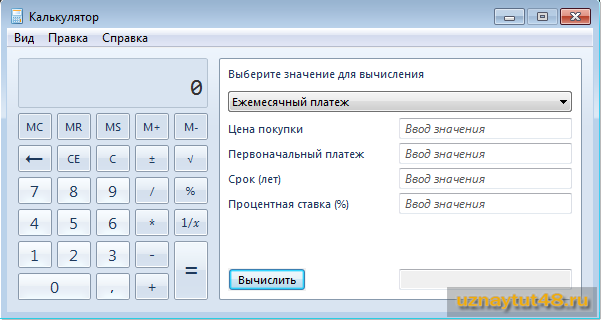 Калькулятор
Вид Правка Справка
0
MC MR MS M+ M-
← CE C ± √
7 8 9 / %
4 5 6 * 1/x
1 2 3 - =
0 , +
Выберите значение для вычисления
Ежемесячный платеж
Цена покупки Ввод значения
Первоначальный платеж Ввод значения
Срок (лет) Ввод значения
Процентная ставка (%) Ввод значения
Вычислить
uznaytut48.ru